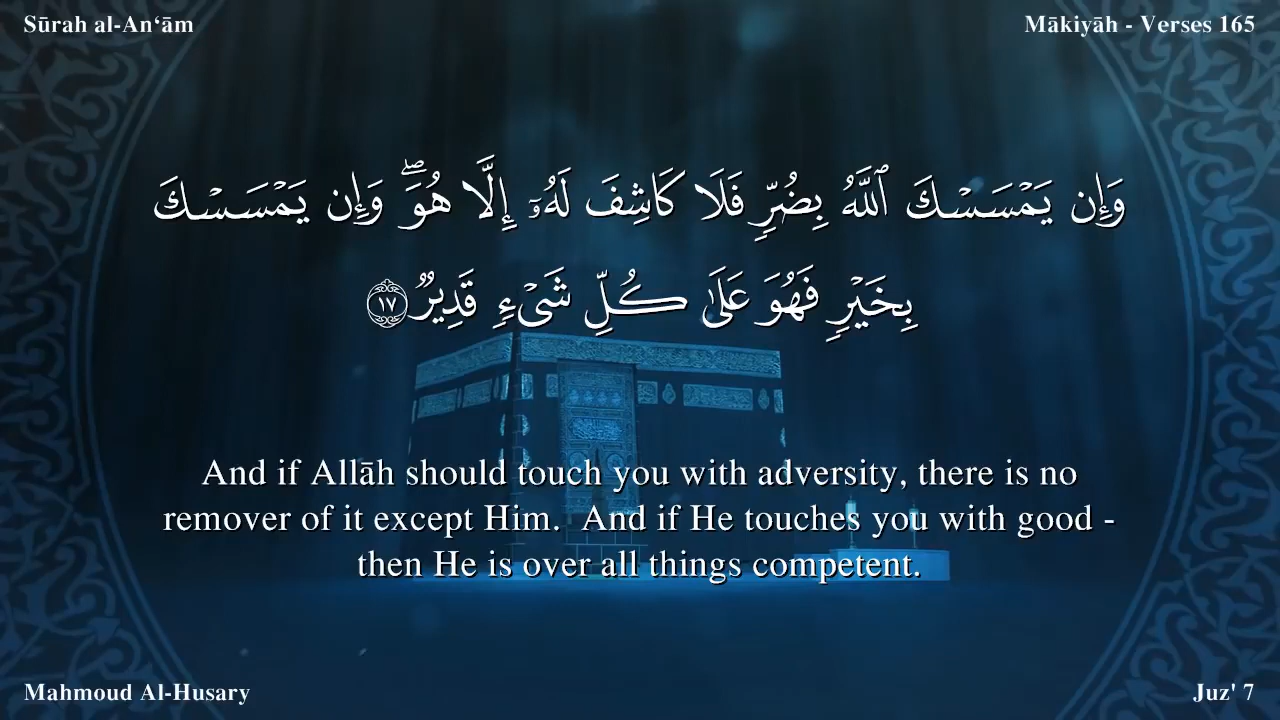 Sūrah al-An‘ām
Mākiyāh - Verses 165
وَإِن يَمْسَسْكَ ٱللَّهُ بِضُرٍّ فَلَا كَاشِفَ لَهُۥٓ إِلَّا هُوَ ۖ وَإِن يَمْسَسْكَ
بِخَيْرٍ فَهُوَ عَلَىٰ كُلِّ شَىْءٍ قَدِيرٌ ١٧
And if Allāh should touch you with adversity, there is no
remover of it except Him.  And if He touches you with good -
then He is over all things competent.
Mahmoud Al-Husary
Juz' 7